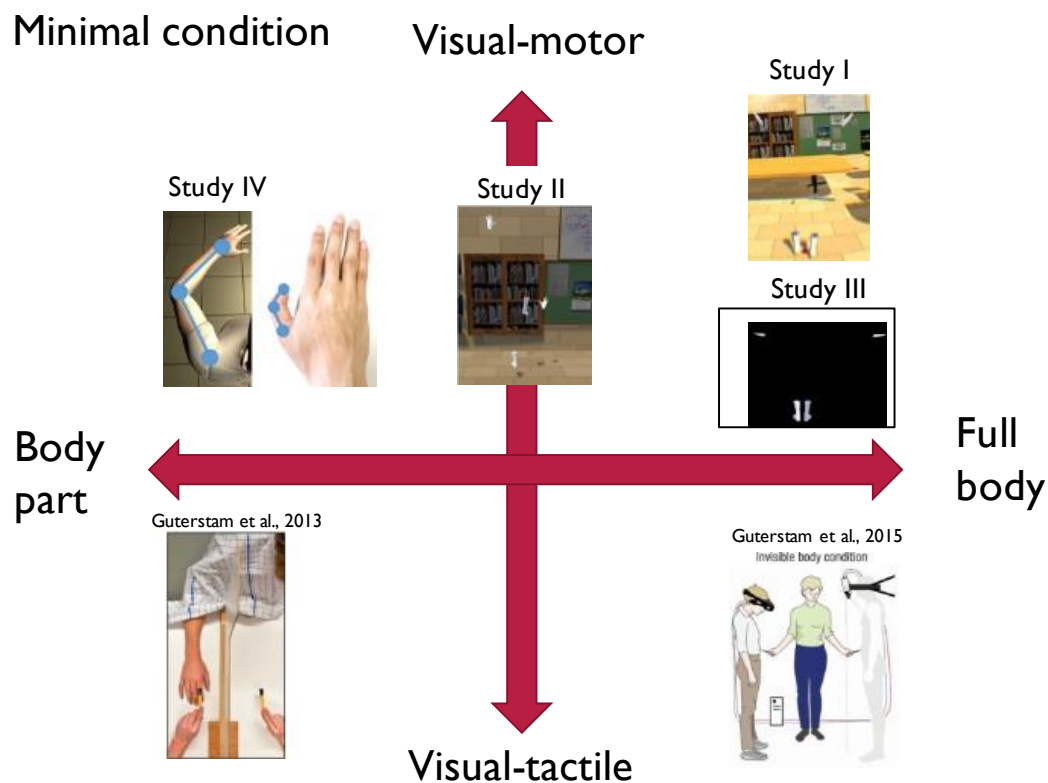 Minimal condition
Visual-motor
Study I
Study IV
Study II
Study III
Body
part
Full
body
Guterstam et al., 2013
Guterstam et al., 2015
Invisible body condition
Visual-tactile